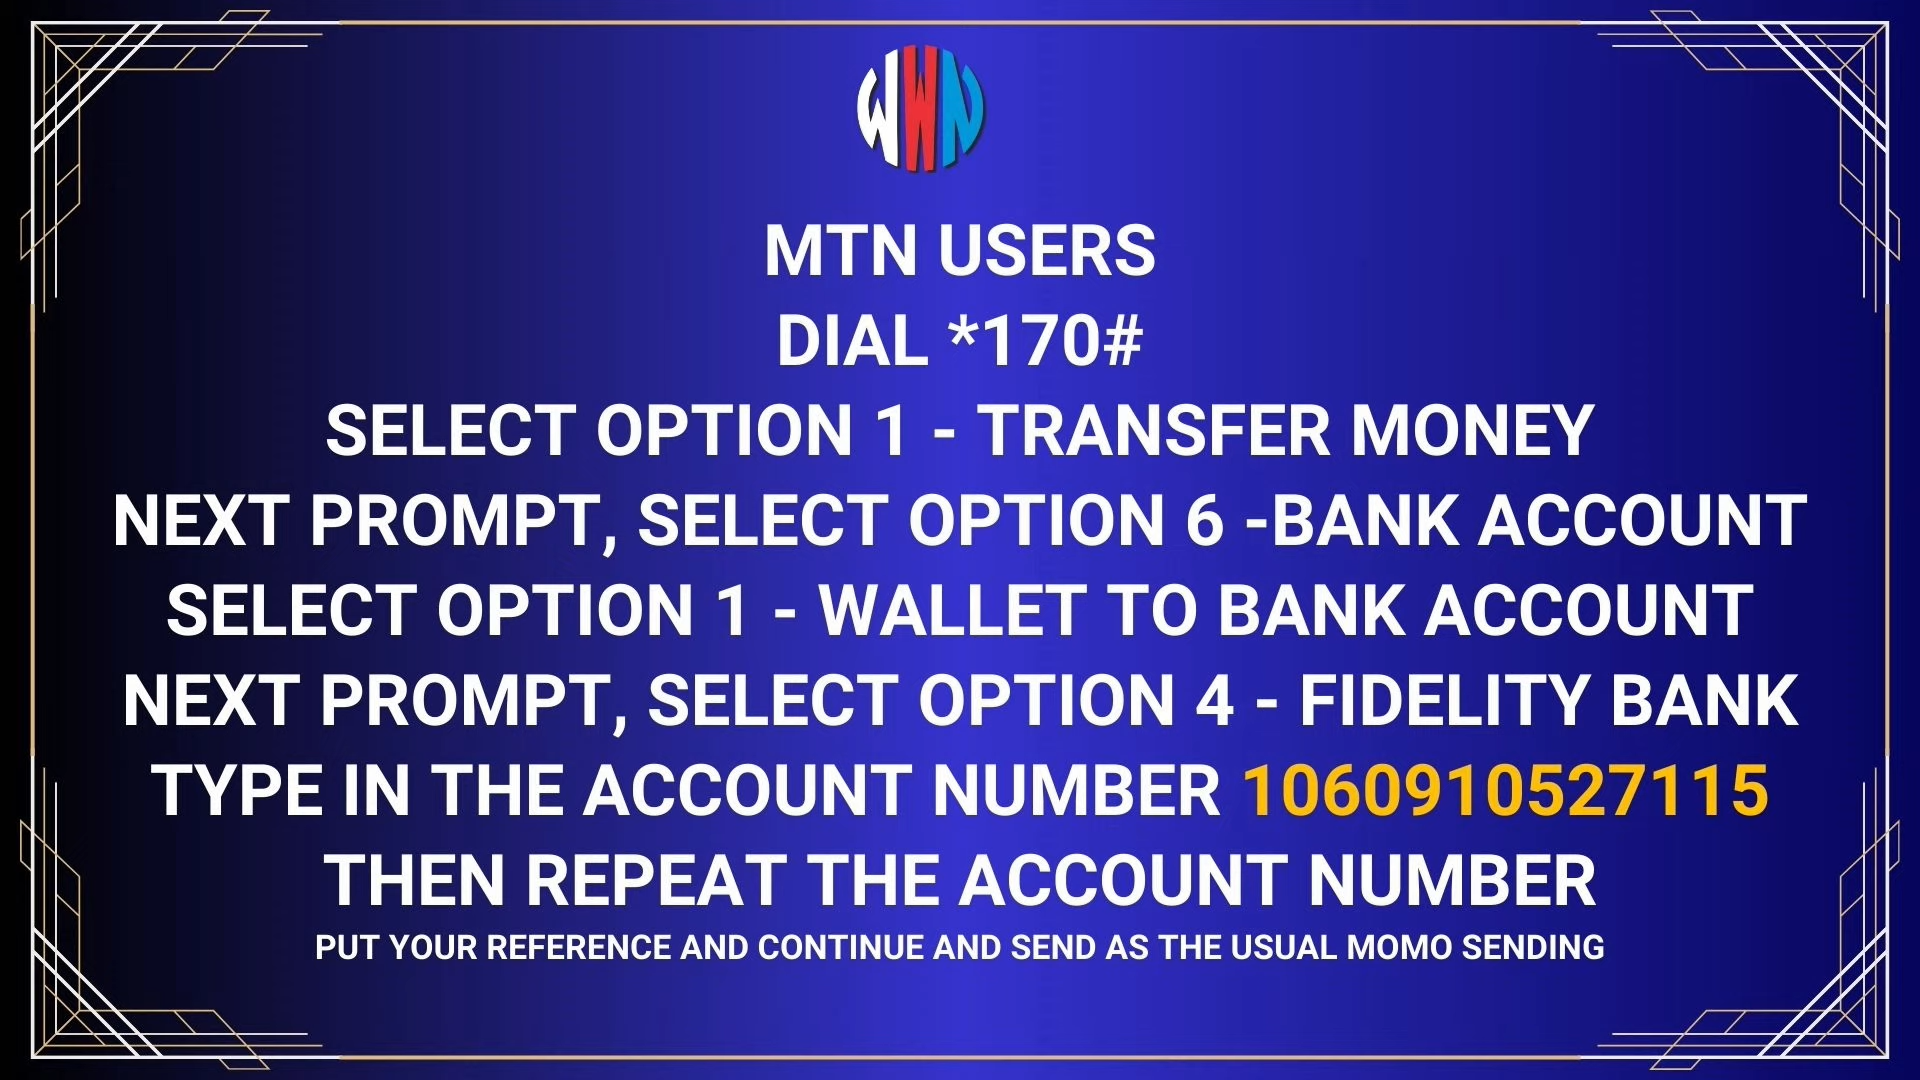 WWN
MTN USERS
DIAL *170#
SELECT OPTION 1 - TRANSFER MONEY
NEXT PROMPT, SELECT OPTION 6 -BANK ACCOUNT
SELECT OPTION 1 - WALLET TO BANK ACCOUNT
NEXT PROMPT, SELECT OPTION 4 - FIDELITY BANK
TYPE IN THE ACCOUNT NUMBER 1060910527115
THEN REPEAT THE ACCOUNT NUMBER
PUT YOUR REFERENCE AND CONTINUE AND SEND AS THE USUAL MOMO SENDING